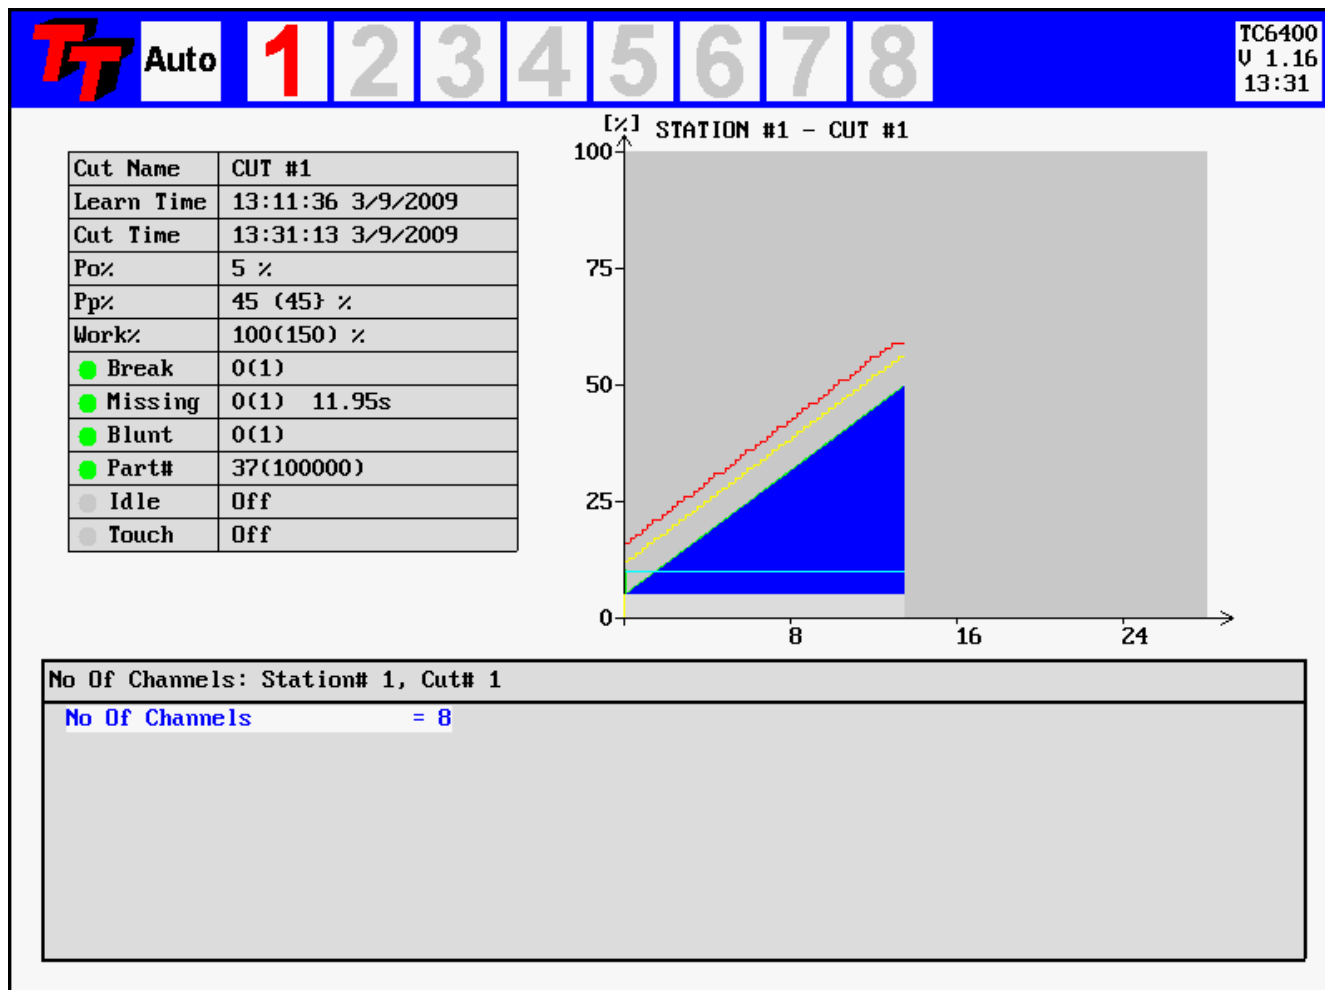 TT Auto 1 2 3 4 5 6 7 8
TC6400
V 1.16
13:31
Cut Name CUT #1
Learn Time 13:11:36 3/9/2009
Cut Time 13:31:13 3/9/2009
Po% 5 %
Pp% 45 (45} %
Work% 100(150) %
Break 0(1)
Missing 0(1) 11.95s
Blunt 0(1)
Part# 37(100000)
Idle Off
Touch Off
[%] STATION #1 - CUT #1
100
75
50
25
0
8 16 24
No Of Channels: Station# 1, Cut# 1
No Of Channels = 8